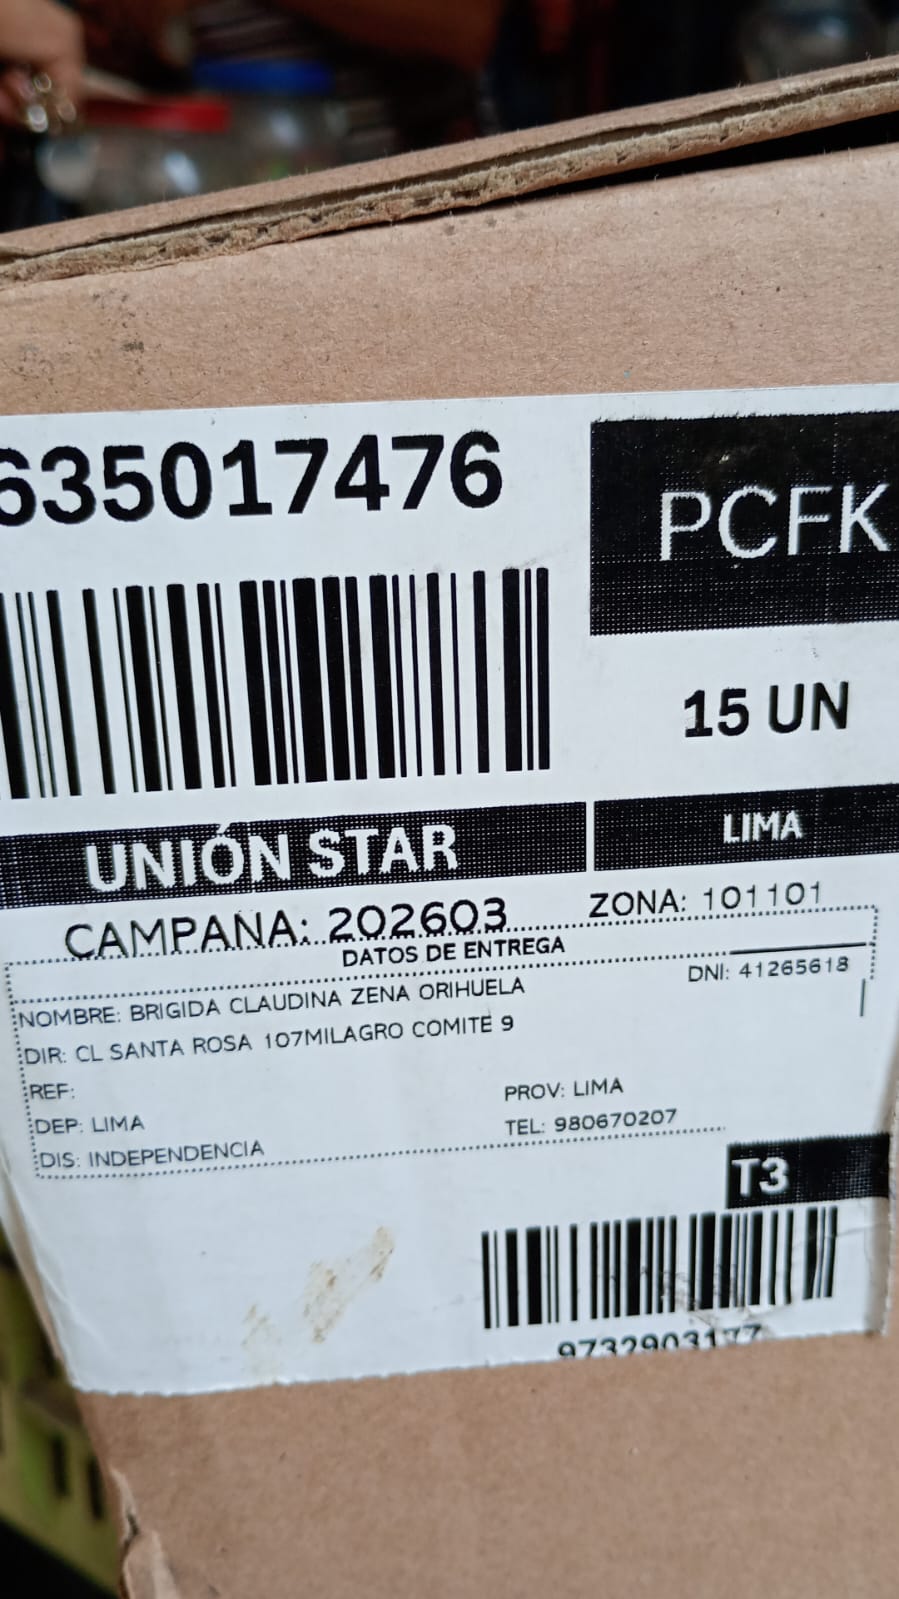 635017476
PCFK
15 UN
UNIÓN STAR
LIMA
CAMPAÑA: 202603
ZONA: 101101
DATOS DE ENTREGA
NOMBRE: BRIGIDA CLAUDINA ZENA ORIHUELA
DNI: 41265618
DIR: CL SANTA ROSA 107MILAGRO COMITE 9
REF:
PROV: LIMA
DEP: LIMA
TEL: 980670207
DIS: INDEPENDENCIA
T3